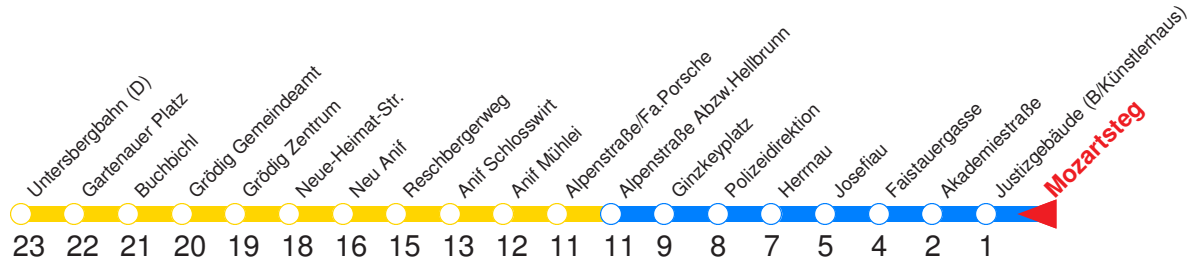 Untersbergbahn (D)
Gartenauer Platz
Buchbichl
Grödig Gemeindeamt
Grödig Zentrum
Neue-Heimat-Str.
Neu Anif
Reschbergerweg
Anif Schlosswirt
Anif Mühlei
Alpenstraße/Fa.Porsche
Alpenstraße Abzw.Hellbrunn
Ginzkeyplatz
Polizeidirektion
Herrnau
Josefiau
Faistauergasse
Akademiestraße
Justizgebäude (B/Künstlerhaus)
Mozartsteg
23 22 21 20 19 18 16 15 13 12 11 11 9 8 7 5 4 2 1